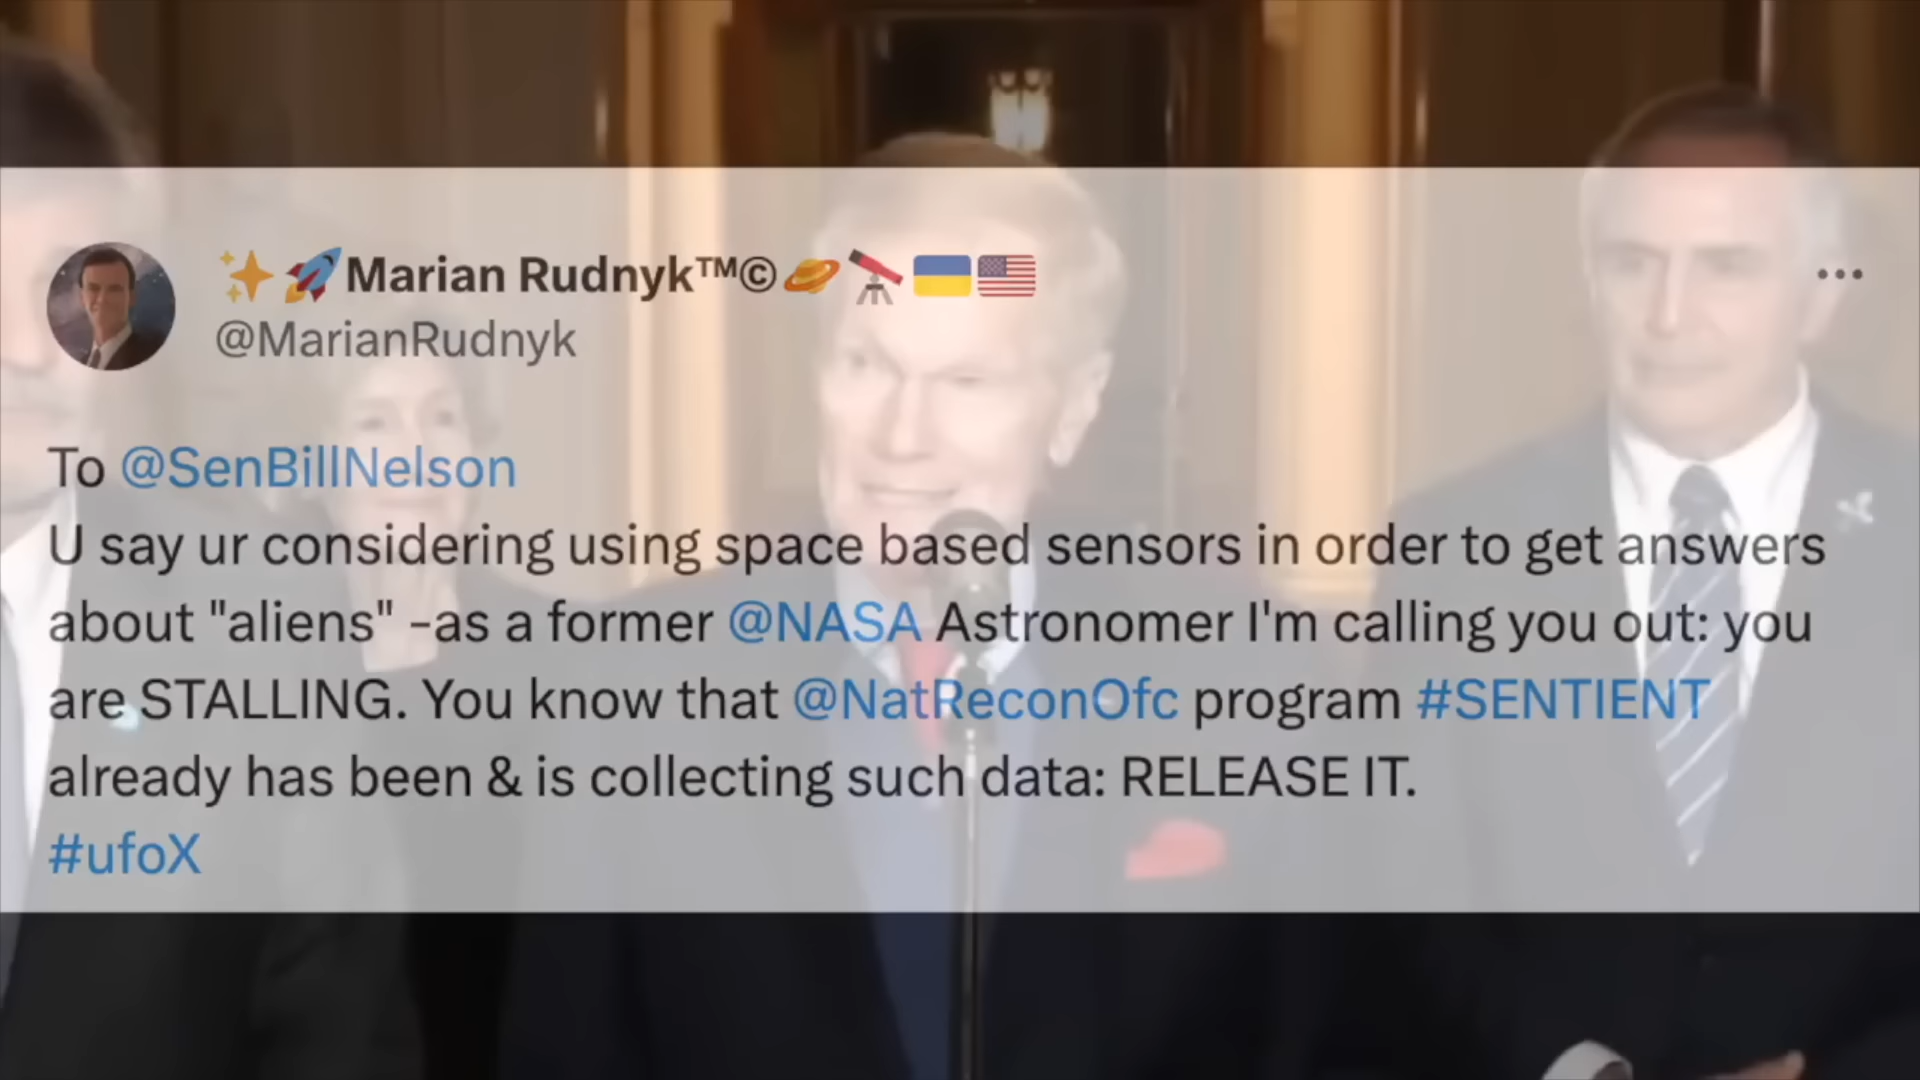 ✨🚀Marian Rudnyk™©🪐🔭🇺🇦🇺🇸
@MarianRudnyk
To @SenBillNelson
U say ur considering using space based sensors in order to get answers
about "aliens" -as a former @NASA Astronomer I'm calling you out: you
are STALLING. You know that @NatReconOfc program #SENTIENT
already has been & is collecting such data: RELEASE IT.
#ufoX